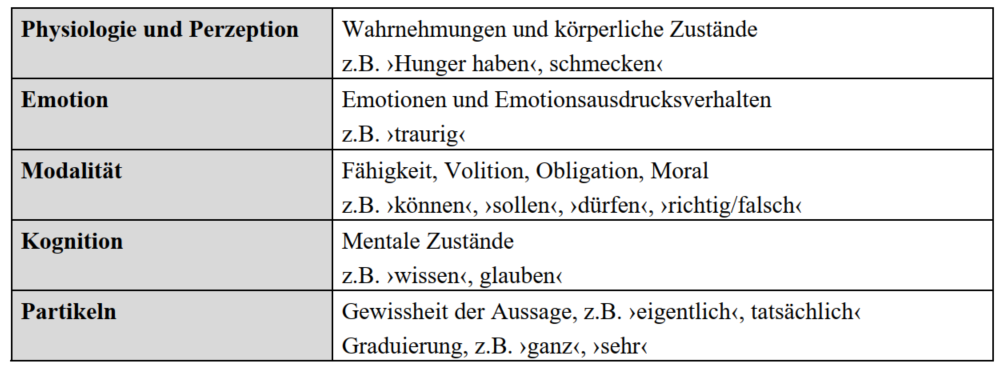 Physiologie und Perzeption
Wahrnehmungen und körperliche Zustände
z.B. ›Hunger haben‹, schmecken‹
Emotion
Emotionen und Emotionsausdrucksverhalten
z.B. ›traurig‹
Modalität
Fähigkeit, Volition, Obligation, Moral
z.B. ›können‹, ›sollen‹, ›dürfen‹, ›richtig/falsch‹
Kognition
Mentale Zustände
z.B. ›wissen‹, glauben‹
Partikeln
Gewissheit der Aussage, z.B. ›eigentlich‹, tatsächlich‹
Graduierung, z.B. ›ganz‹, ›sehr‹